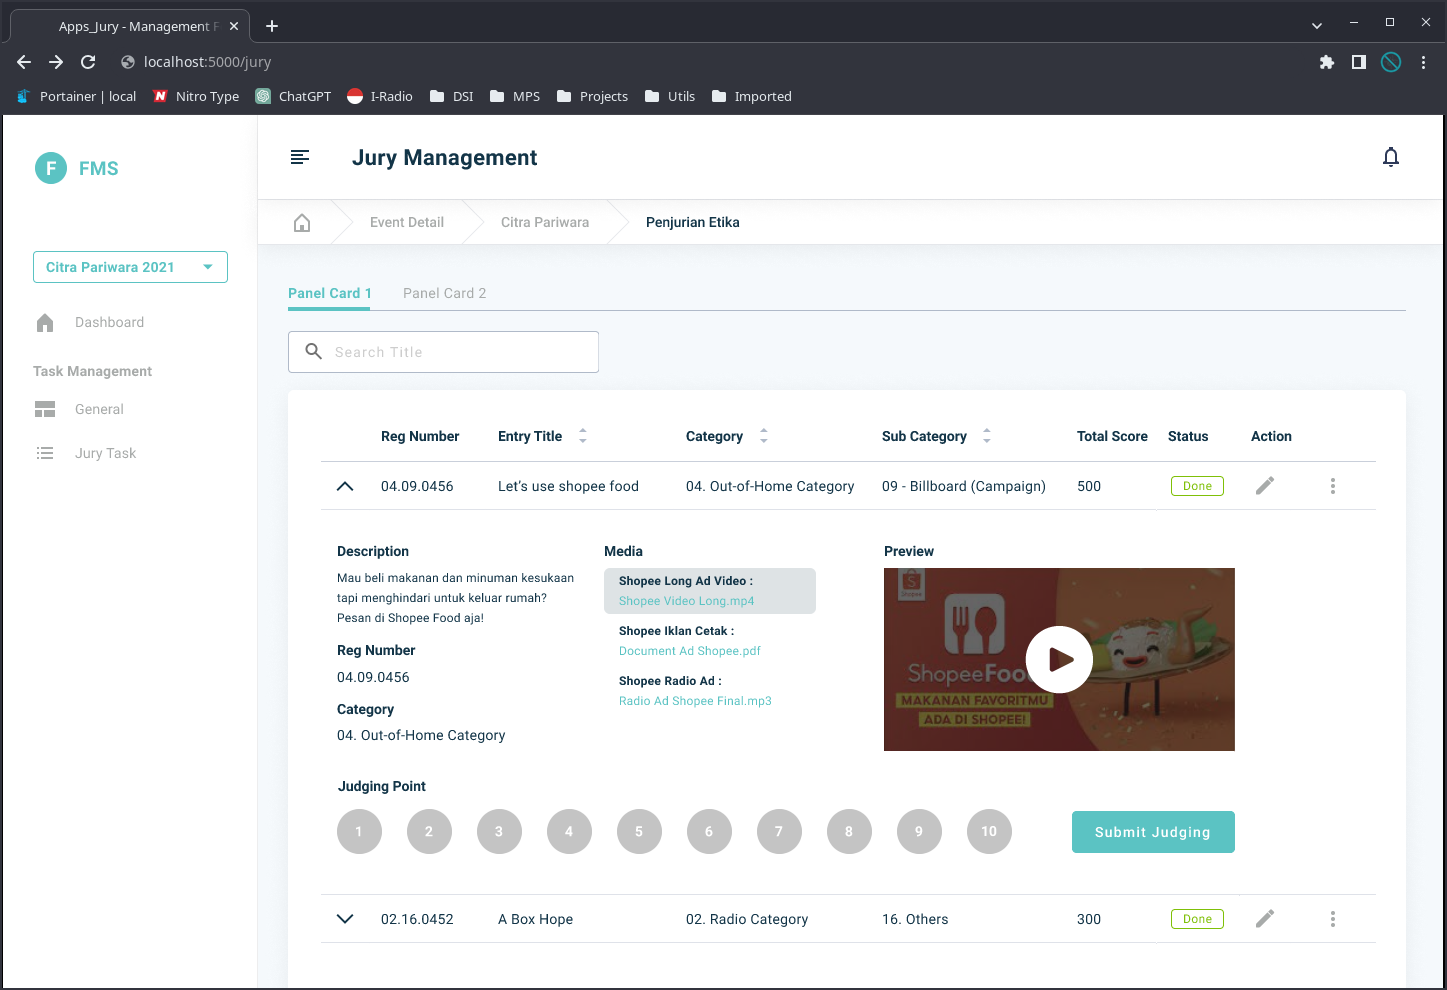 Apps_Jury - Management F
localhost:5000/jury
Portainer | local
Nitro Type
ChatGPT
I-Radio
DSI
MPS
Projects
Utils
Imported
F FMS
Jury Management
Event Detail
Citra Pariwara
Penjurian Etika
Citra Pariwara 2021
Dashboard
Task Management
General
Jury Task
Panel Card 1
Panel Card 2
Search Title
Reg Number Entry Title Category Sub Category Total Score Status Action
04.09.0456 Let’s use shopee food 04. Out-of-Home Category 09 - Billboard (Campaign) 500 Done
Description
Mau beli makanan dan minuman kesukaan
tapi menghindari untuk keluar rumah?
Pesan di Shopee Food aja!
Reg Number
04.09.0456
Category
04. Out-of-Home Category
Media
Shopee Long Ad Video :
Shopee Video Long.mp4
Shopee Iklan Cetak :
Document Ad Shopee.pdf
Shopee Radio Ad :
Radio Ad Shopee Final.mp3
Preview
Shopee
ShopeeFood
MAKANAN FAVORITMU
ADA DI SHOPEE!
Judging Point
1 2 3 4 5 6 7 8 9 10
Submit Judging
02.16.0452 A Box Hope 02. Radio Category 16. Others 300 Done